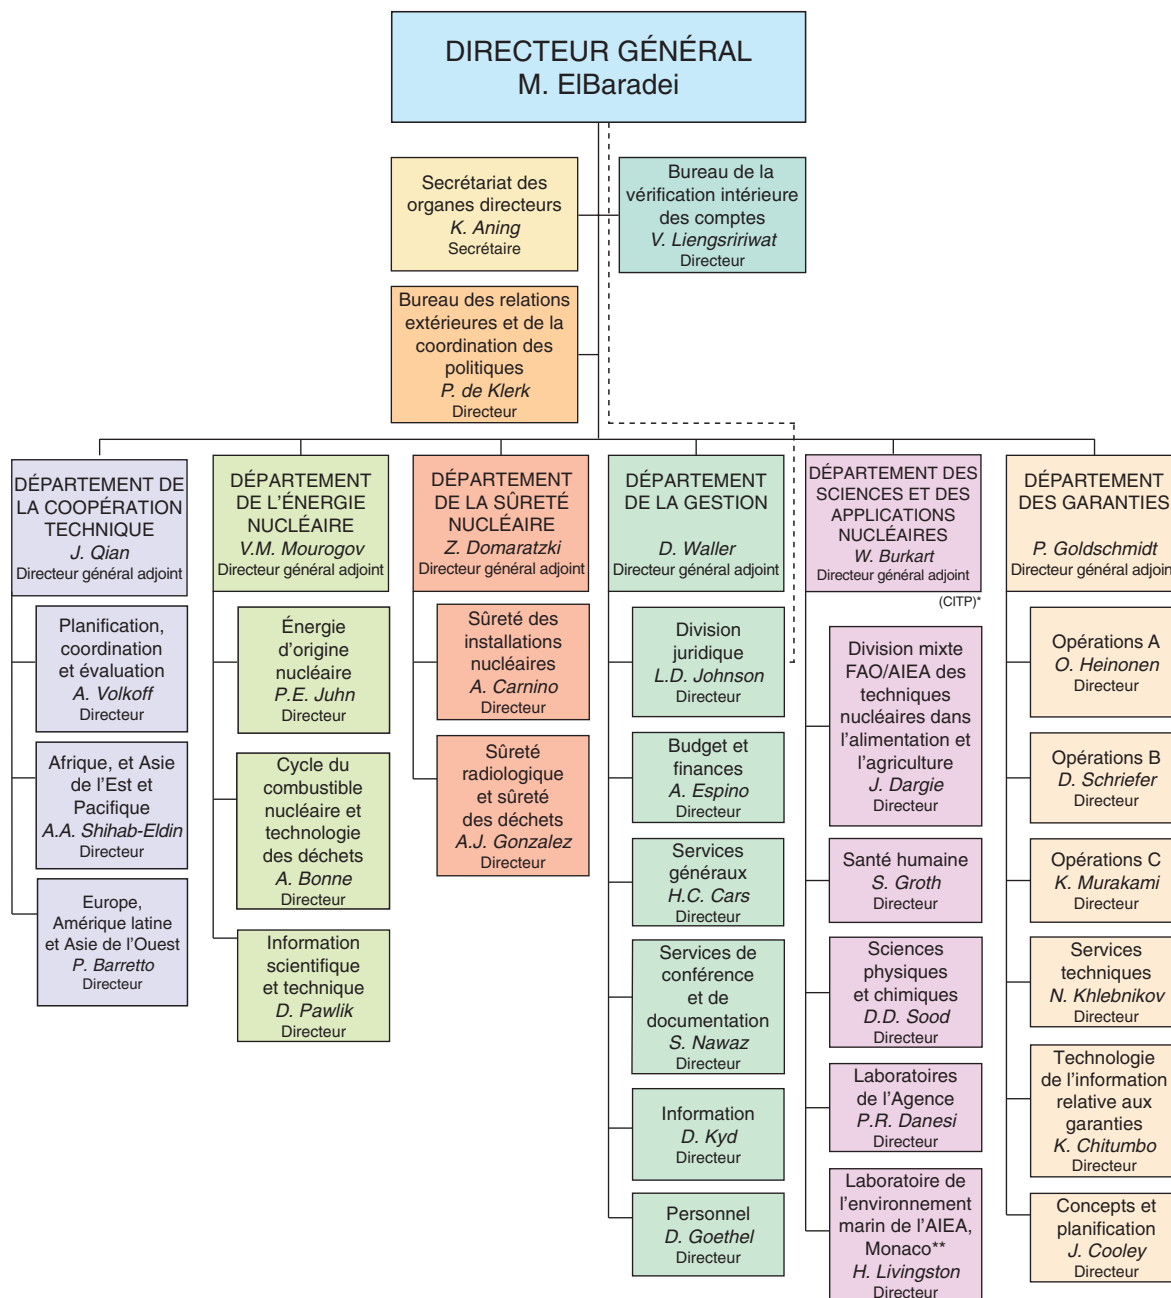 DIRECTEUR GÉNÉRAL
M. ElBaradei
Secrétariat des
organes directeurs
K. Aning
Secrétaire
Bureau de la
vérification intérieure
des comptes
V. Liengsririwat
Directeur
Bureau des relations
extérieures et de la
coordination des
politiques
P. de Klerk
Directeur
DÉPARTEMENT DE
LA COOPÉRATION
TECHNIQUE
J. Qian
Directeur général adjoint
Planification,
coordination
et évaluation
A. Volkoff
Directeur
Afrique, et Asie
de l'Est et
Pacifique
A.A. Shihab-Eldin
Directeur
Europe,
Amérique latine
et Asie de l'Ouest
P. Barretto
Directeur
DÉPARTEMENT
DE L'ÉNERGIE
NUCLÉAIRE
V.M. Mourogov
Directeur général adjoint
Énergie
d'origine
nucléaire
P.E. Juhn
Directeur
Cycle du
combustible
nucléaire et
technologie
des déchets
A. Bonne
Directeur
Information
scientifique
et technique
D. Pawlik
Directeur
DÉPARTEMENT
DE LA SÛRETÉ
NUCLÉAIRE
Z. Domaratzki
Directeur général adjoint
Sûreté des
installations
nucléaires
A. Carnino
Directeur
Sûreté
radiologique
et sûreté
des déchets
A.J. Gonzalez
Directeur
DÉPARTEMENT
DE LA GESTION
D. Waller
Directeur général adjoint
Division
juridique
L.D. Johnson
Directeur
Budget et
finances
A. Espino
Directeur
Services
généraux
H.C. Cars
Directeur
Services de
conférence
et de
documentation
S. Nawaz
Directeur
Information
D. Kyd
Directeur
Personnel
D. Goethel
Directeur
DÉPARTEMENT DES
SCIENCES ET DES
APPLICATIONS
NUCLÉAIRES
W. Burkart
Directeur général adjoint
(CITP)*
Division mixte
FAO/AIEA des
techniques
nucléaires dans
l'alimentation et
l'agriculture
J. Dargie
Directeur
Santé humaine
S. Groth
Directeur
Sciences
physiques
et chimiques
D.D. Sood
Directeur
Laboratoires
de l'Agence
P.R. Danesi
Directeur
Laboratoire de
l'environnement
marin de l'AIEA,
Monaco**
H. Livingston
Directeur
DÉPARTEMENT
DES GARANTIES
P. Goldschmidt
Directeur général adjoint
Opérations A
O. Heinonen
Directeur
Opérations B
D. Schriefer
Directeur
Opérations C
K. Murakami
Directeur
Services
techniques
N. Khlebnikov
Directeur
Technologie
de l'information
relative aux
garanties
K. Chitumbo
Directeur
Concepts et
planification
J. Cooley
Directeur